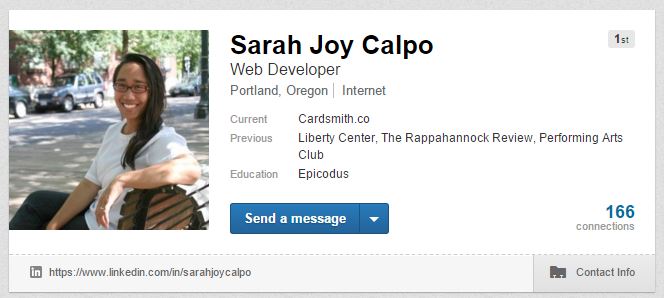 Sarah Joy Calpo
1st
Web Developer
Portland, Oregon | Internet
Current Cardsmith.co
Previous Liberty Center, The Rappahannock Review, Performing Arts
Club
Education Epicodus
Send a message
166
connections
in https://www.linkedin.com/in/sarahjoycalpo
Contact Info